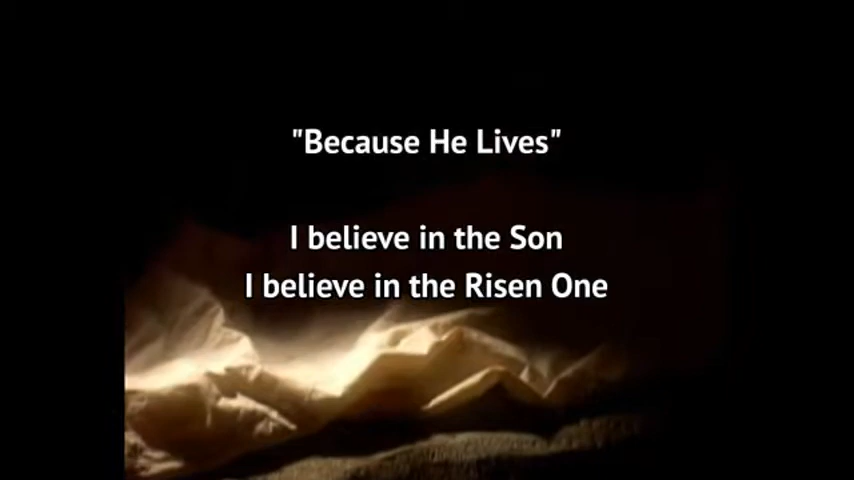 "Because He Lives"
I believe in the Son
I believe in the Risen One